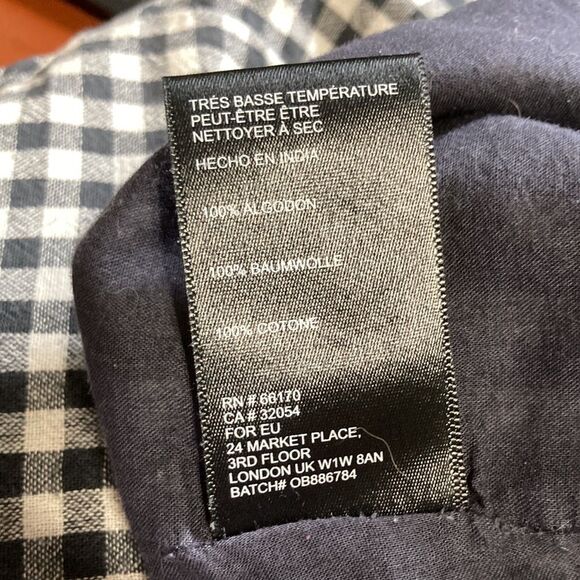 TRÉS BASSE TEMPÉRATURE
PEUT-ÊTRE ÊTRE
NETTOYER À SEC
HECHO EN INDIA
100% ALGODON
100% BAUMWOLLE
100% COTONE
RN # 66170
CA # 32054
FOR EU
24 MARKET PLACE,
3RD FLOOR
LONDON UK W1W 8AN
BATCH# OB886784